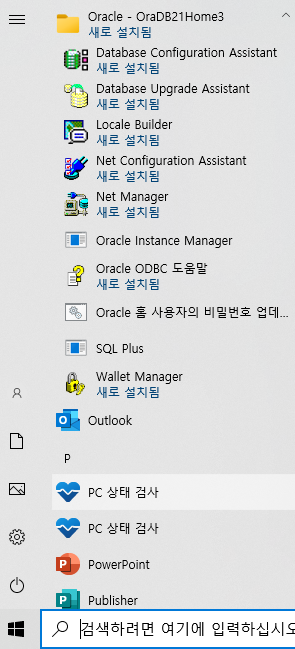 Oracle - OraDB21Home3
새로 설치됨
Database Configuration Assistant
새로 설치됨
Database Upgrade Assistant
새로 설치됨
Locale Builder
새로 설치됨
Net Configuration Assistant
새로 설치됨
Net Manager
새로 설치됨
Oracle Instance Manager
Oracle ODBC 도움말
새로 설치됨
Oracle 홈 사용자의 비밀번호 업데...
SQL Plus
Wallet Manager
새로 설치됨
Outlook
P
PC 상태 검사
PC 상태 검사
PowerPoint
Publisher
검색하려면 여기에 입력하십시오